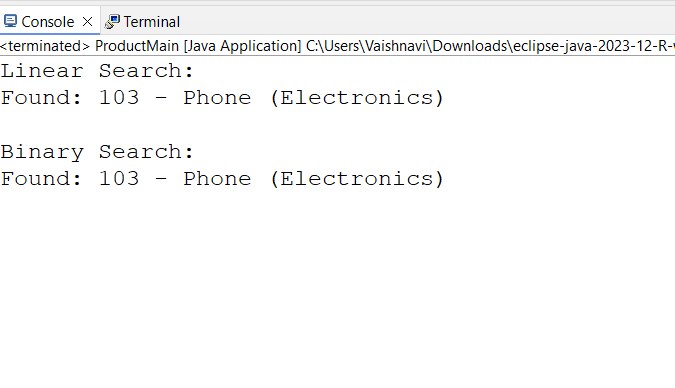 Console Terminal
<terminated> ProductMain [Java Application] C:\Users\Vaishnavi\Downloads\eclipse-java-2023-12-R-
Linear Search:
Found: 103 - Phone (Electronics)
Binary Search:
Found: 103 - Phone (Electronics)